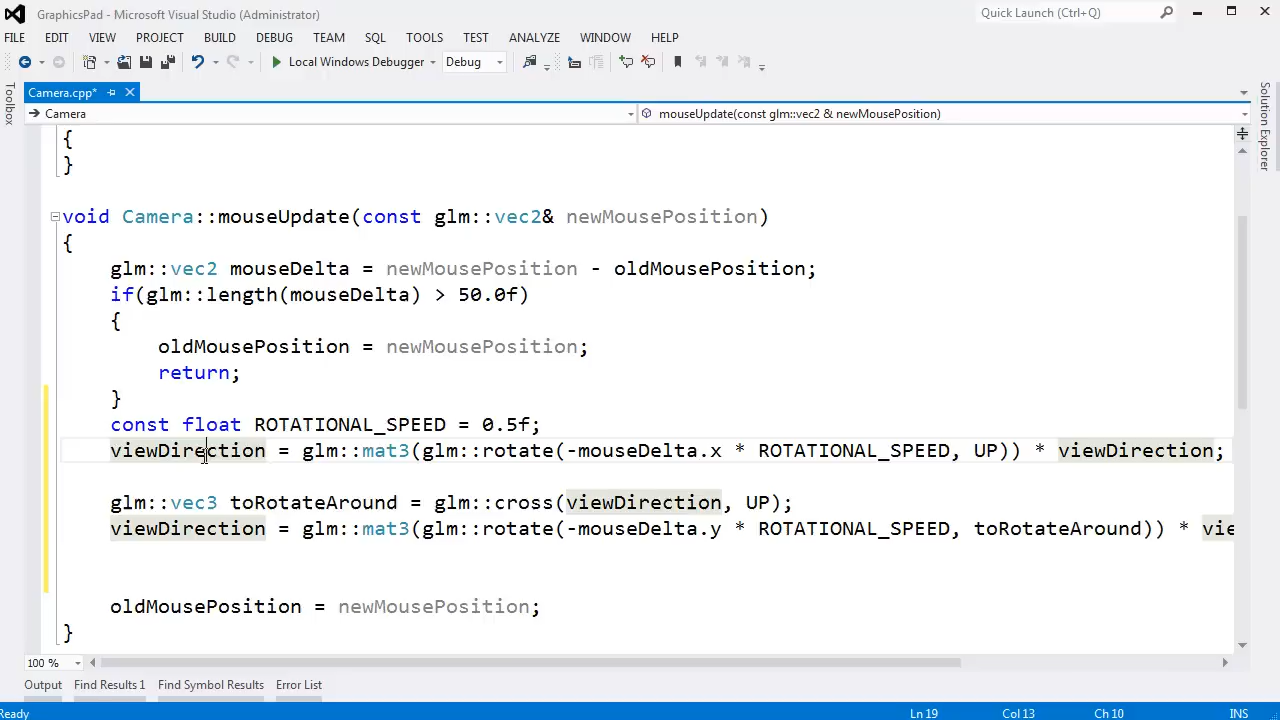 GraphicsPad - Microsoft Visual Studio (Administrator)
Quick Launch (Ctrl+Q)
FILE EDIT VIEW PROJECT BUILD DEBUG TEAM SQL TOOLS TEST ANALYZE WINDOW HELP
Local Windows Debugger Debug
Toolbox
Camera.cpp*
Solution Explorer
Camera
mouseUpdate(const glm::vec2 & newMousePosition)
{
}
void Camera::mouseUpdate(const glm::vec2& newMousePosition)
{
glm::vec2 mouseDelta = newMousePosition - oldMousePosition;
if(glm::length(mouseDelta) > 50.0f)
{
oldMousePosition = newMousePosition;
return;
}
const float ROTATIONAL_SPEED = 0.5f;
viewDirection = glm::mat3(glm::rotate(-mouseDelta.x * ROTATIONAL_SPEED, UP)) * viewDirection;
glm::vec3 toRotateAround = glm::cross(viewDirection, UP);
viewDirection = glm::mat3(glm::rotate(-mouseDelta.y * ROTATIONAL_SPEED, toRotateAround)) * vie
oldMousePosition = newMousePosition;
}
100 %
Output Find Results 1 Find Symbol Results Error List
Ready Ln 19 Col 13 Ch 10 INS